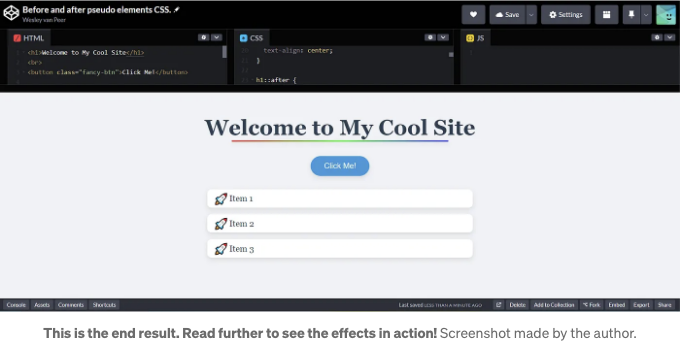 Before and after pseudo elements CSS.
Wesley van Peer
Save
Settings
HTML
CSS
JS
<h1>Welcome to My Cool Site</h1>
<br>
<button class="fancy-btn">Click Me!</button>
text-align: center;
}
h1::after {
Welcome to My Cool Site
Click Me!
Item 1
Item 2
Item 3
Console Assets Comments Shortcuts Last saved LESS THAN A MINUTE AGO Delete Add to Collection Fork Embed Export Share
This is the end result. Read further to see the effects in action! Screenshot made by the author.